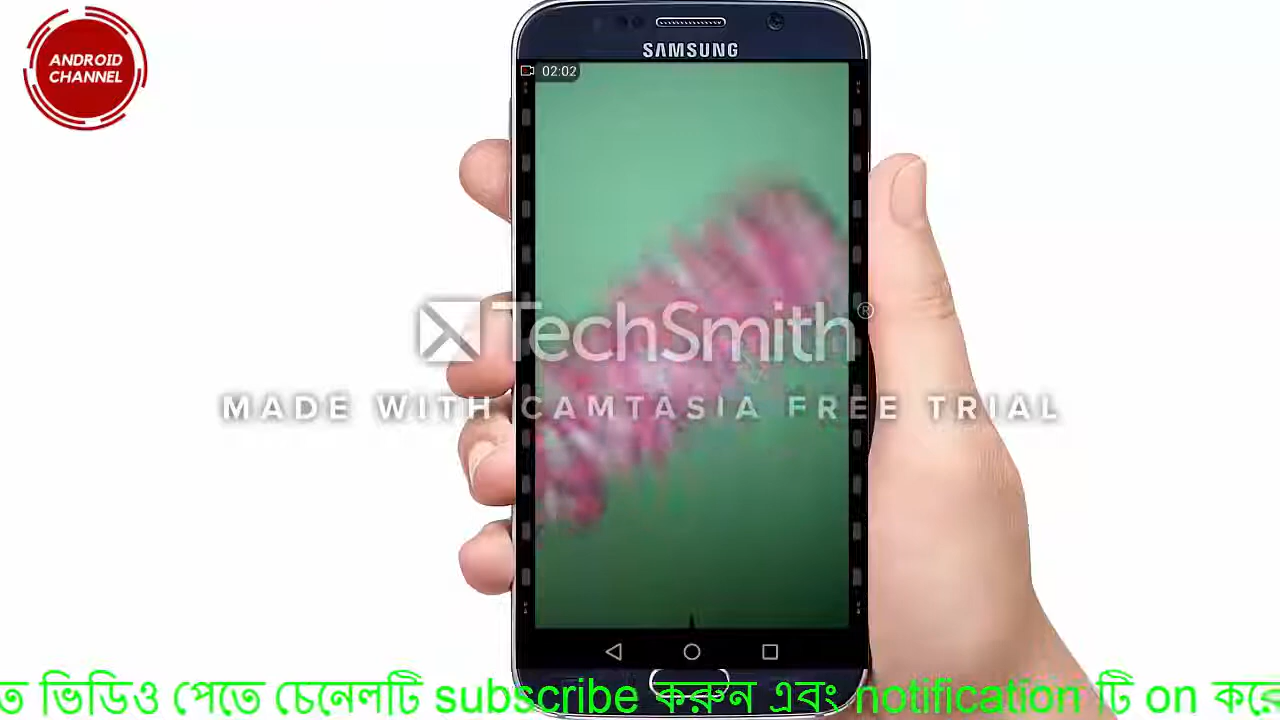 ANDROID
CHANNEL
SAMSUNG
02:02
TechSmith®
MADE WITH CAMTASIA FREE TRIAL
ত ভিডিও পেতে চেনেলটি subscribe করুন এবং notification টি on করে